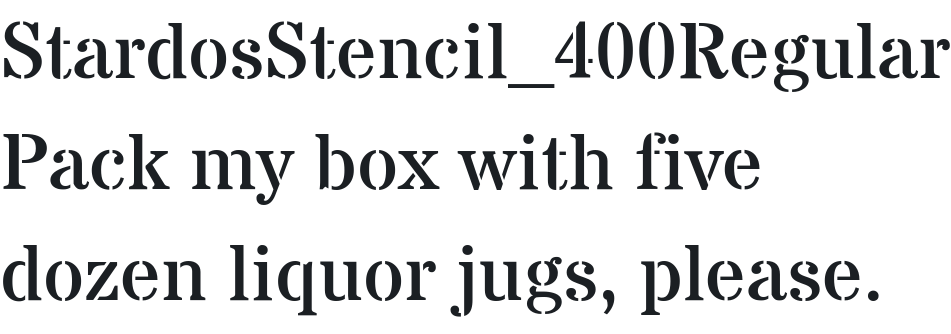 StardosStencil_400Regular
Pack my box with five
dozen liquor jugs, please.